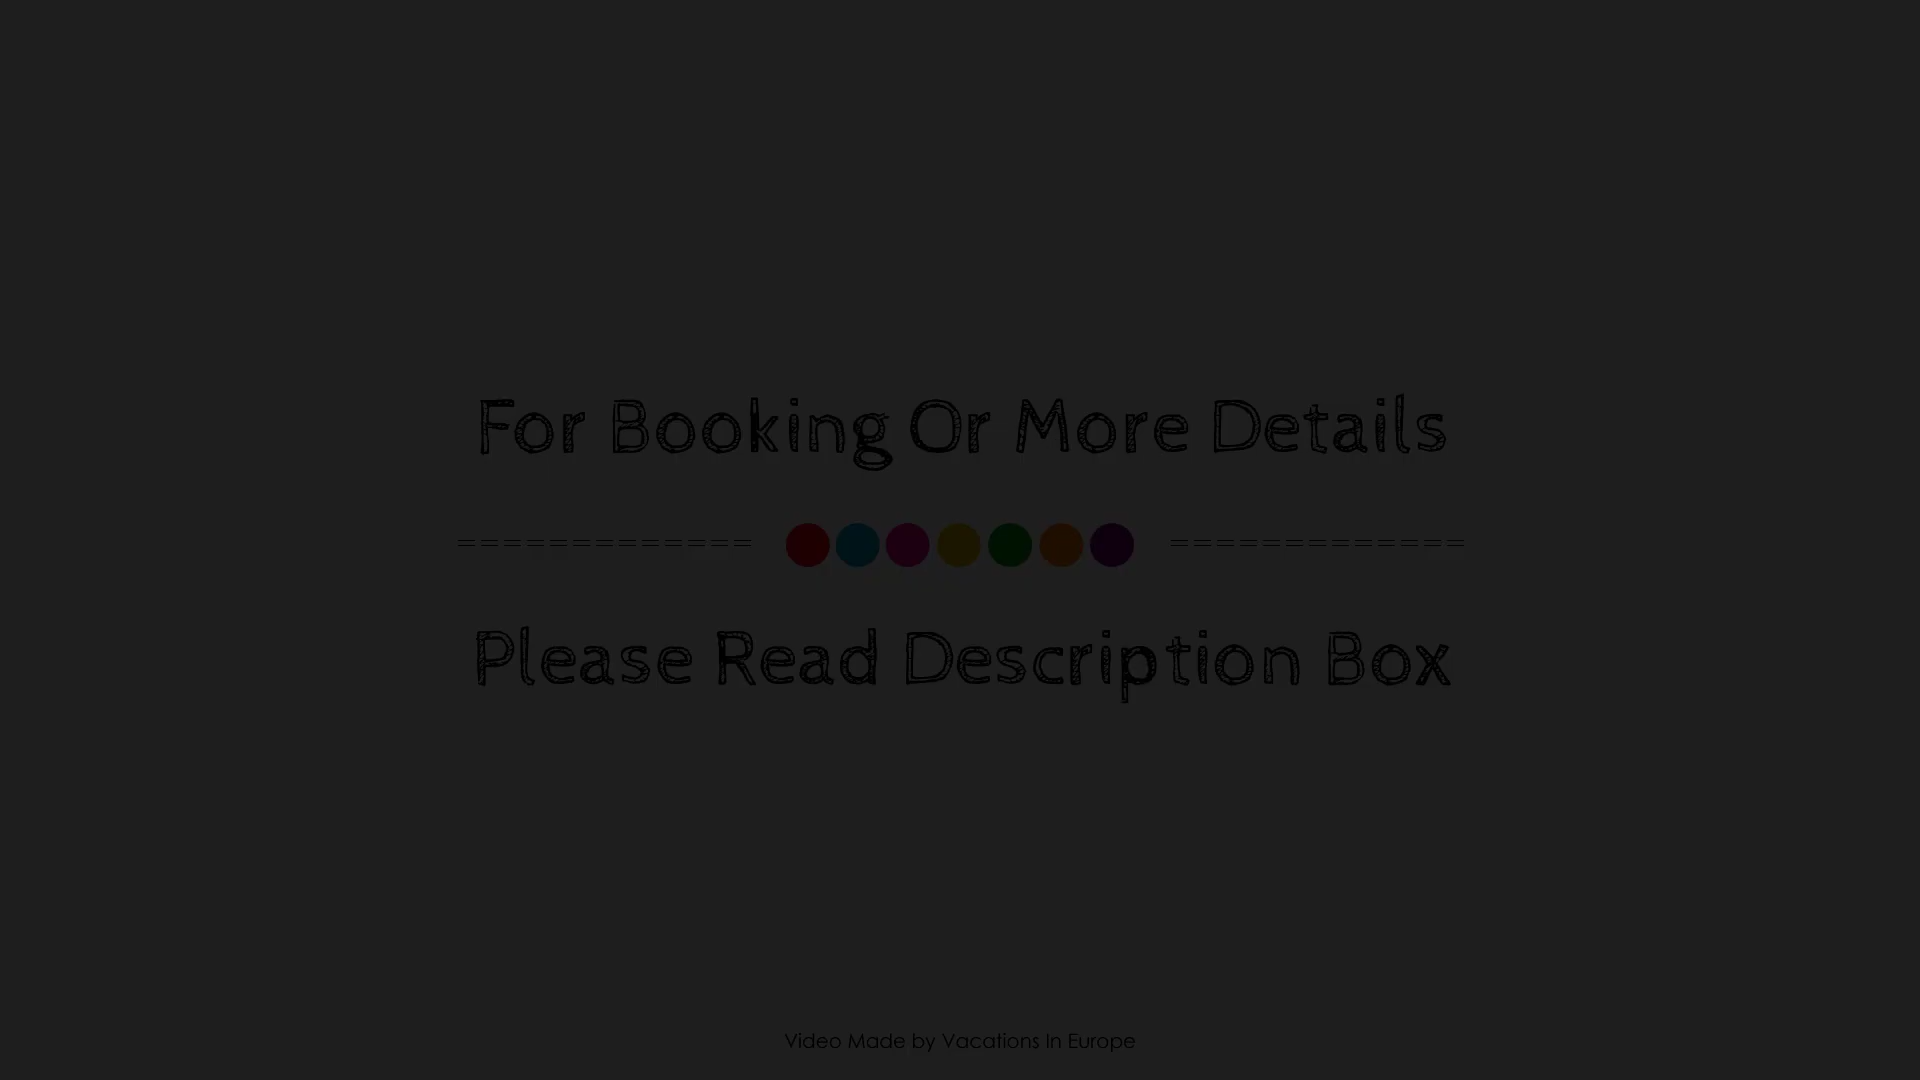 For Booking Or More Details
============= =============
Please Read Description Box
Video Made by Vacations In Europe